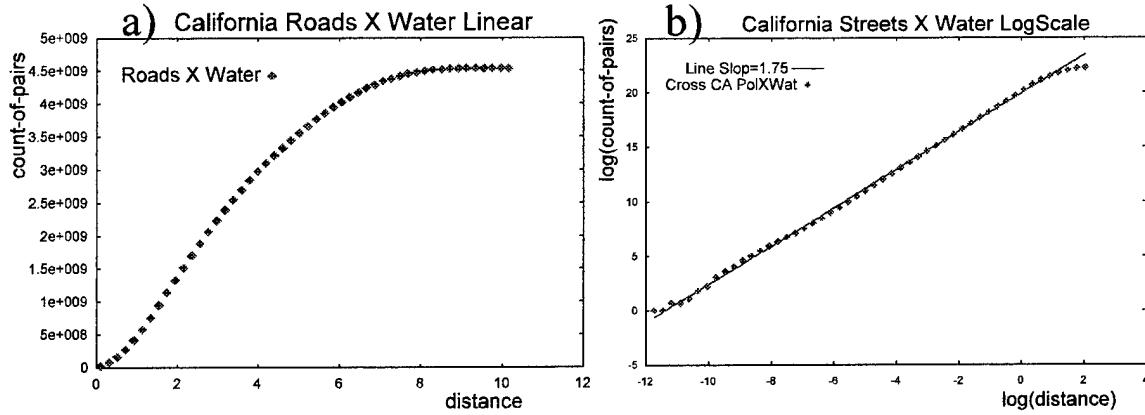 a) California Roads X Water Linear
5e+009
4.5e+009
4e+009
3.5e+009
3e+009
2.5e+009
2e+009
1.5e+009
1e+009
5e+008
0
count-of-pairs
Roads X Water
0 2 4 6 8 10 12
distance
b) California Streets X Water LogScale
25
20
15
10
5
0
-5
log(count-of-pairs)
Line Slop=1.75
Cross CA PolXWat
-12 -10 -8 -6 -4 -2 0 2 4
log(distance)